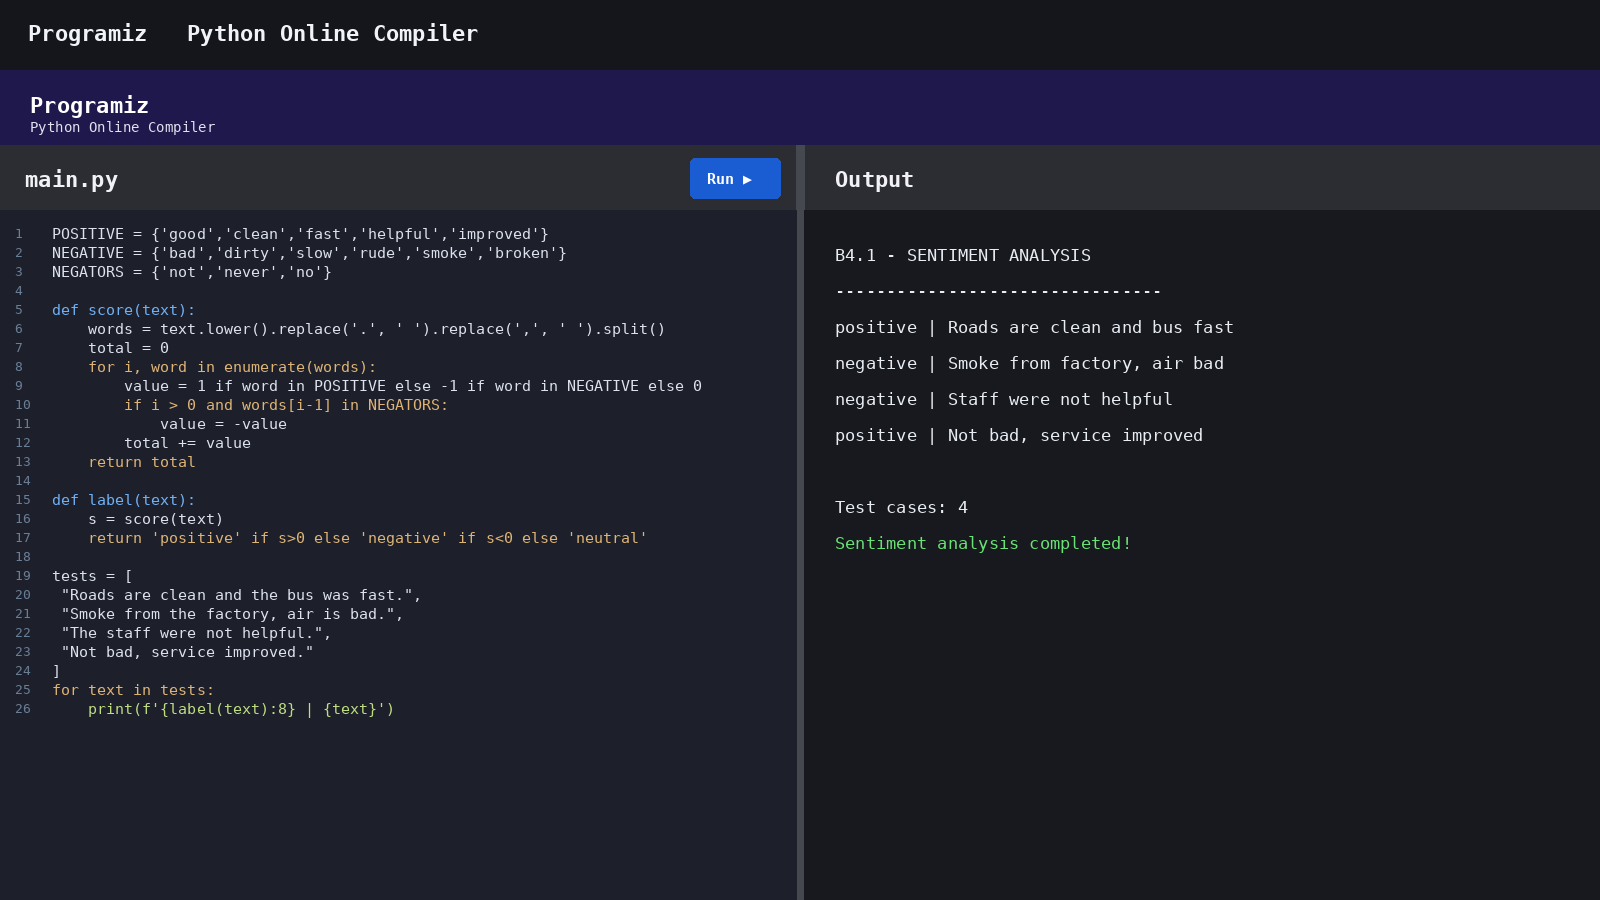 Programiz   Python Online Compiler
Programiz
Python Online Compiler
main.py
Run ▶
1 POSITIVE = {'good','clean','fast','helpful','improved'}
2 NEGATIVE = {'bad','dirty','slow','rude','smoke','broken'}
3 NEGATORS = {'not','never','no'}
4
5 def score(text):
6     words = text.lower().replace('.', ' ').replace(',', ' ').split()
7     total = 0
8     for i, word in enumerate(words):
9         value = 1 if word in POSITIVE else -1 if word in NEGATIVE else 0
10         if i > 0 and words[i-1] in NEGATORS:
11             value = -value
12         total += value
13     return total
14
15 def label(text):
16     s = score(text)
17     return 'positive' if s>0 else 'negative' if s<0 else 'neutral'
18
19 tests = [
20  "Roads are clean and the bus was fast.",
21  "Smoke from the factory, air is bad.",
22  "The staff were not helpful.",
23  "Not bad, service improved."
24 ]
25 for text in tests:
26     print(f'{label(text):8} | {text}')
Output
B4.1 - SENTIMENT ANALYSIS
--------------------------------
positive | Roads are clean and bus fast
negative | Smoke from factory, air bad
negative | Staff were not helpful
positive | Not bad, service improved
Test cases: 4
Sentiment analysis completed!